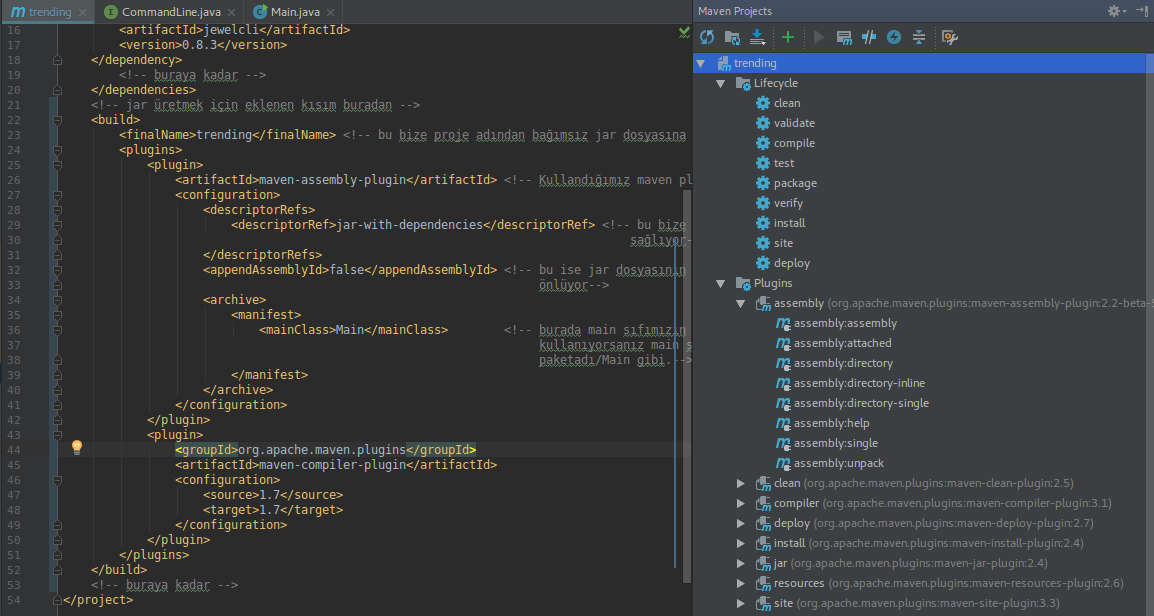 trending
CommandLine.java
Main.java
16 <artifactId>jewelcli</artifactId>
17 <version>0.8.3</version>
18 </dependency>
19 <!-- buraya kadar -->
20 </dependencies>
21 <!-- jar üretmek için eklenen kısım buradan -->
22 <build>
23 <finalName>trending</finalName> <!-- bu bize proje adından bağımsız jar dosyasına
24 <plugins>
25 <plugin>
26 <artifactId>maven-assembly-plugin</artifactId> <!-- Kullandığımız maven pl
27 <configuration>
28 <descriptorRefs>
29 <descriptorRef>jar-with-dependencies</descriptorRef> <!-- bu bize
30 sağlıyor-
31 </descriptorRefs>
32 <appendAssemblyId>false</appendAssemblyId> <!-- bu ise jar dosyasının
33 önlüyor-->
34 <archive>
35 <manifest>
36 <mainClass>Main</mainClass> <!-- burada main sıfımızın
37 kullanıyorsanız main s
38 paketadı/Main gibi.-->
39 </manifest>
40 </archive>
41 </configuration>
42 </plugin>
43 <plugin>
44 <groupId>org.apache.maven.plugins</groupId>
45 <artifactId>maven-compiler-plugin</artifactId>
46 <configuration>
47 <source>1.7</source>
48 <target>1.7</target>
49 </configuration>
50 </plugin>
51 </plugins>
52 </build>
53 <!-- buraya kadar -->
54 </project>
Maven Projects
trending
Lifecycle
clean
validate
compile
test
package
verify
install
site
deploy
Plugins
assembly (org.apache.maven.plugins:maven-assembly-plugin:2.2-beta-5
assembly:assembly
assembly:attached
assembly:directory
assembly:directory-inline
assembly:directory-single
assembly:help
assembly:single
assembly:unpack
clean (org.apache.maven.plugins:maven-clean-plugin:2.5)
compiler (org.apache.maven.plugins:maven-compiler-plugin:3.1)
deploy (org.apache.maven.plugins:maven-deploy-plugin:2.7)
install (org.apache.maven.plugins:maven-install-plugin:2.4)
jar (org.apache.maven.plugins:maven-jar-plugin:2.4)
resources (org.apache.maven.plugins:maven-resources-plugin:2.6)
site (org.apache.maven.plugins:maven-site-plugin:3.3)